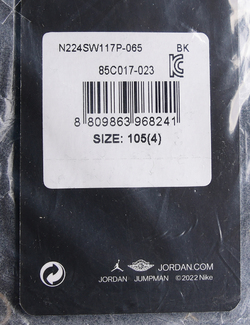 N224SW117P-065 BK
85C017-023
8 809863 968241
SIZE: 105(4)
JORDAN.COM
JORDAN JUMPMAN ©2022 Nike